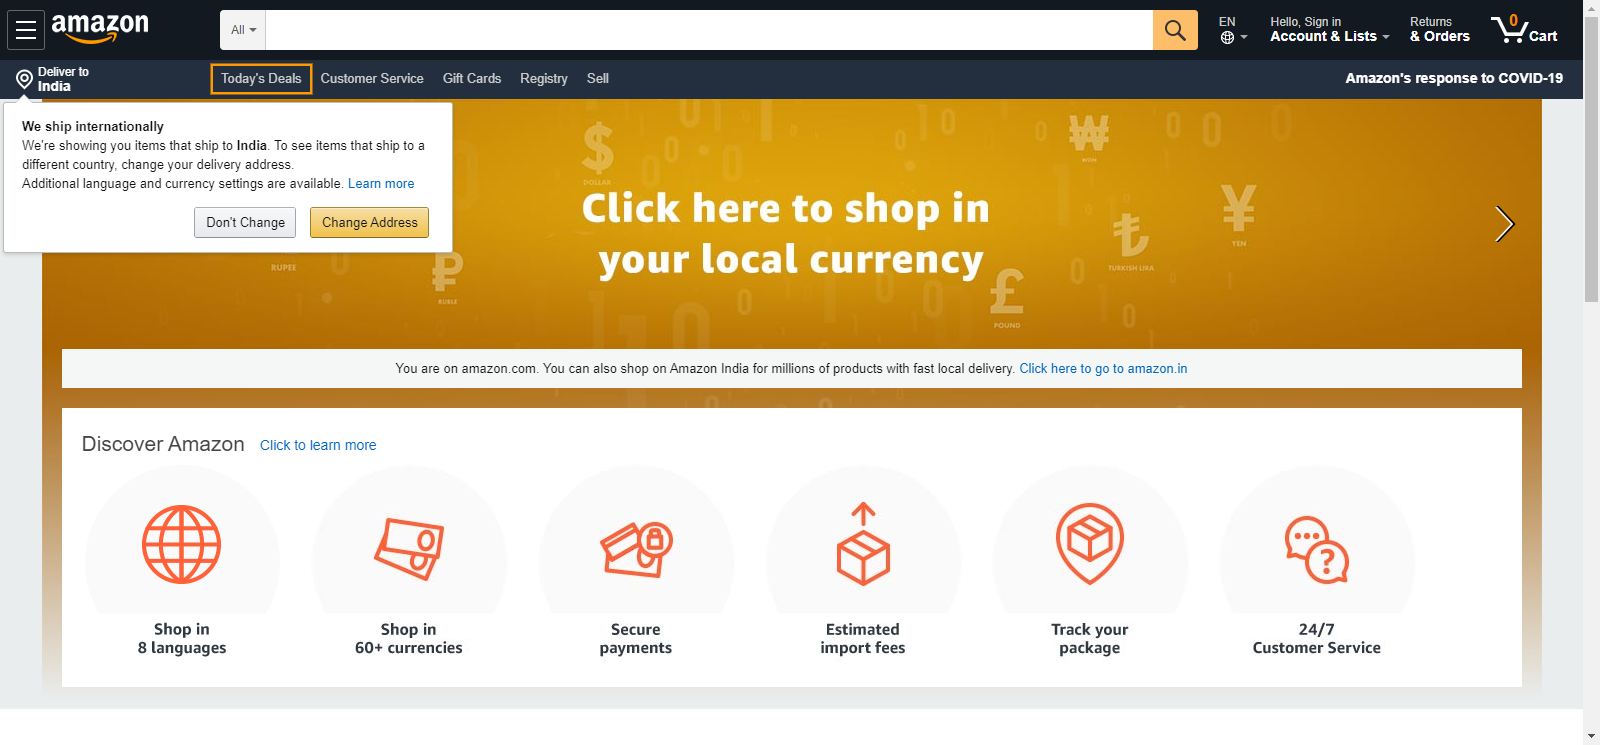 amazon
All
EN
Hello, Sign in
Account & Lists
Returns
& Orders
0
Cart
Deliver to
India
Today's Deals
Customer Service
Gift Cards
Registry
Sell
Amazon's response to COVID-19
We ship internationally
We're showing you items that ship to India. To see items that ship to a
different country, change your delivery address.
Additional language and currency settings are available. Learn more
Don't Change
Change Address
DOLLAR
WON
Click here to shop in
your local currency
YEN
TURKISH LIRA
RUPEE
RUBLE
POUND
You are on amazon.com. You can also shop on Amazon India for millions of products with fast local delivery. Click here to go to amazon.in
Discover Amazon
Click to learn more
Shop in
8 languages
Shop in
60+ currencies
Secure
payments
Estimated
import fees
Track your
package
24/7
Customer Service